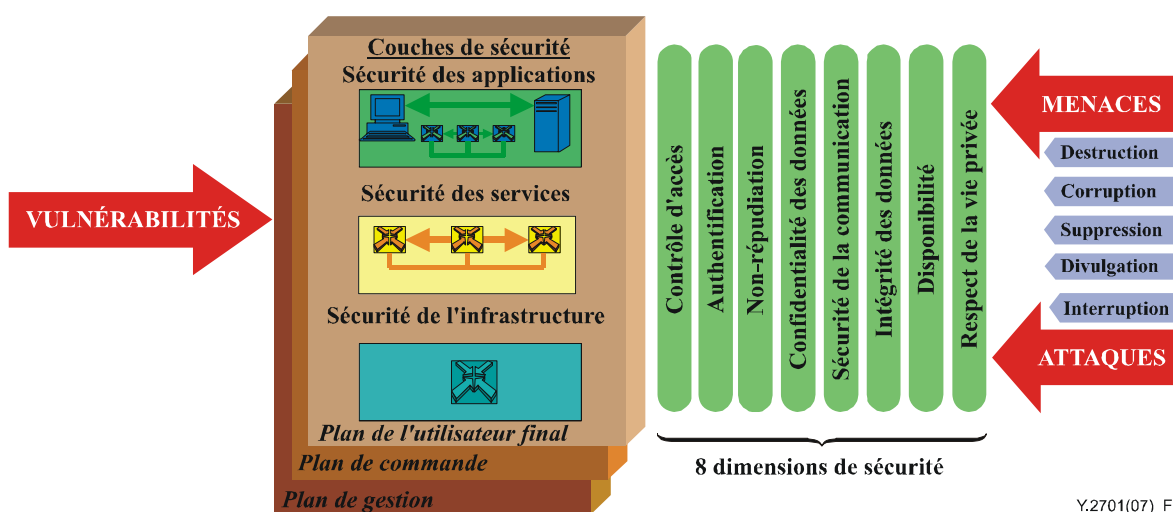 Couches de sécurité
Sécurité des applications
Sécurité des services
Sécurité de l'infrastructure
Plan de l'utilisateur final
Plan de commande
Plan de gestion
VULNÉRABILITÉS
Contrôle d'accès
Authentification
Non-répudiation
Confidentialité des données
Sécurité de la communication
Intégrité des données
Disponibilité
Respect de la vie privée
8 dimensions de sécurité
MENACES
Destruction
Corruption
Suppression
Divulgation
Interruption
ATTAQUES
Y.2701(07)_F